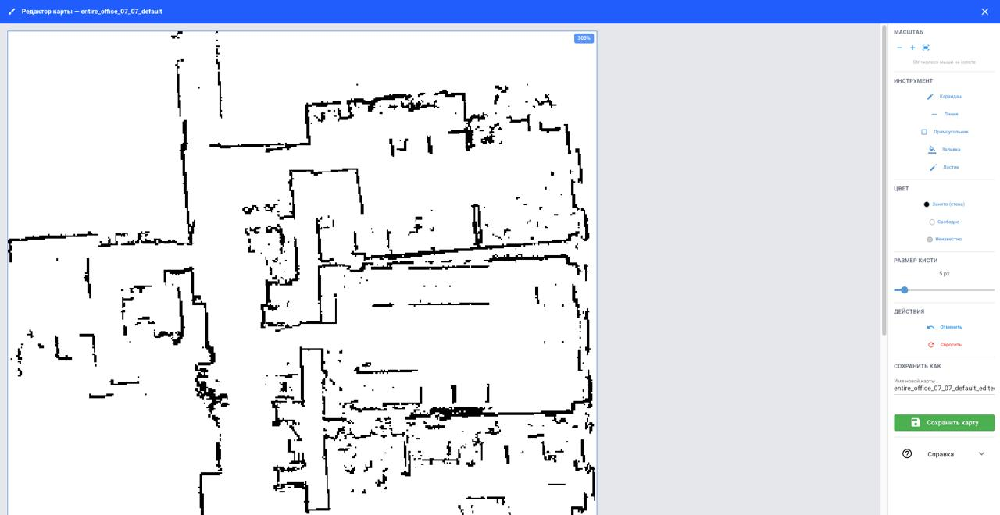 Редактор карты — entire_office_07_07_default
305%
МАСШТАБ
Ctrl+колесо мыши на холсте
ИНСТРУМЕНТ
Карандаш
Линия
Прямоугольник
Заливка
Ластик
ЦВЕТ
Занято (стена)
Свободно
Неизвестно
РАЗМЕР КИСТИ
5 px
ДЕЙСТВИЯ
Отменить
Сбросить
СОХРАНИТЬ КАК
Имя новой карты
entire_office_07_07_default_edite
Сохранить карту
Справка